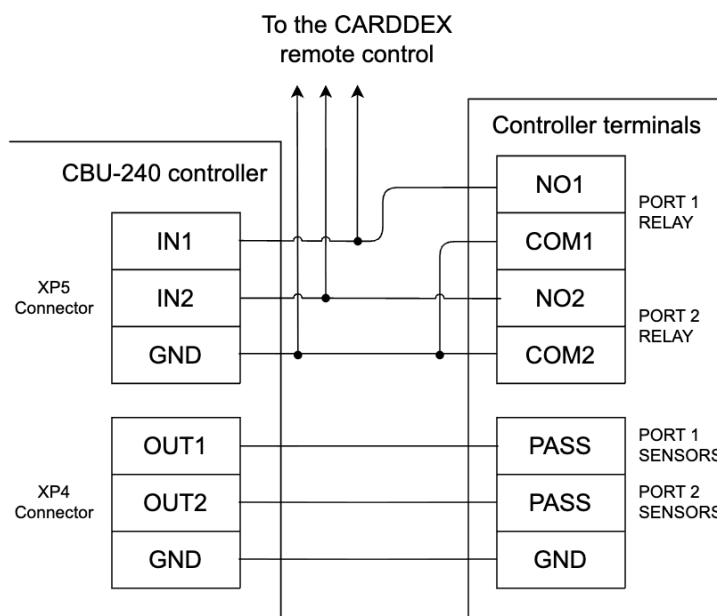 To the CARDDEX
remote control
Controller terminals
CBU-240 controller
XP5
Connector
IN1
IN2
GND
NO1
COM1
NO2
COM2
PORT 1
RELAY
PORT 2
RELAY
XP4
Connector
OUT1
OUT2
GND
PASS
PASS
GND
PORT 1
SENSORS
PORT 2
SENSORS